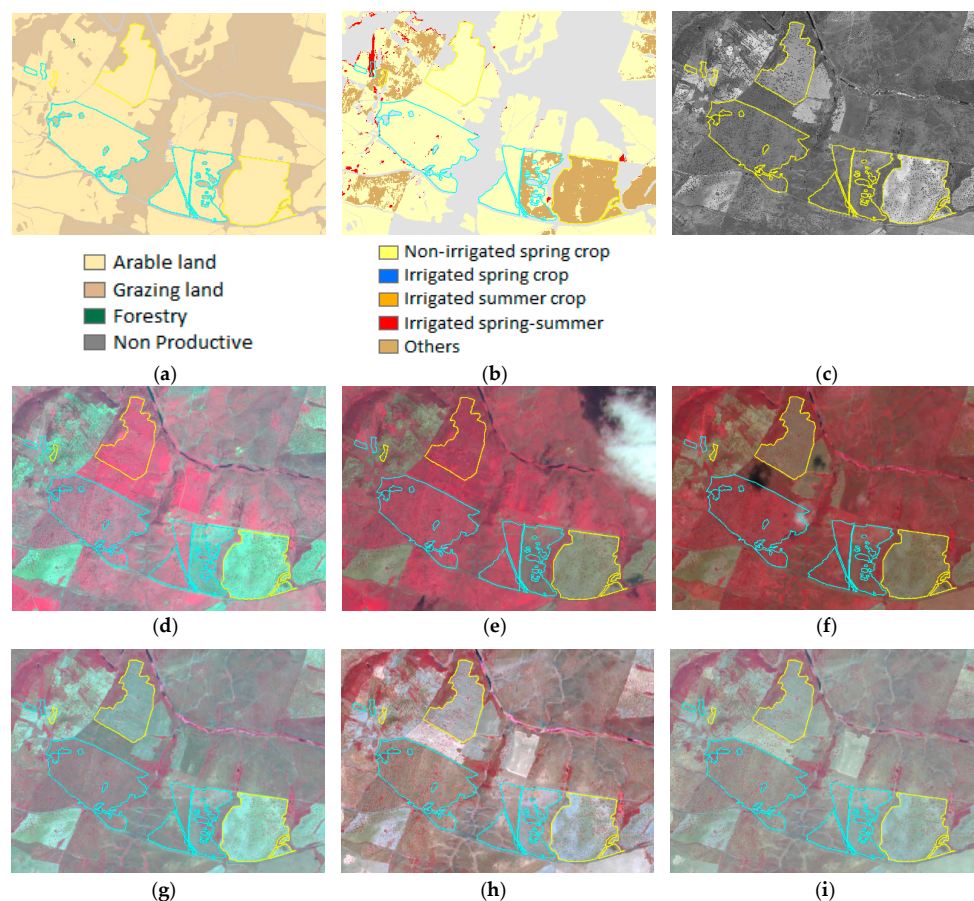 Arable land
Grazing land
Forestry
Non Productive
(a)
Non-irrigated spring crop
Irrigated spring crop
Irrigated summer crop
Irrigated spring-summer
Others
(b)
(c)
(d)
(e)
(f)
(g)
(h)
(i)